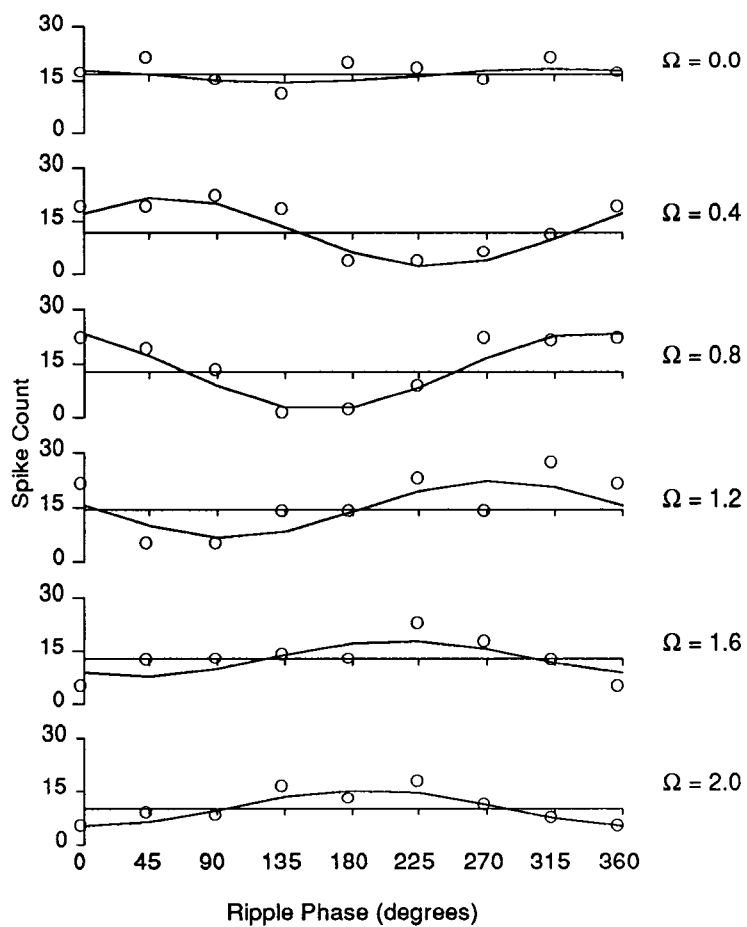 30
15
0
Ω = 0.0
30
15
0
Ω = 0.4
30
15
0
Ω = 0.8
30
15
0
Ω = 1.2
30
15
0
Ω = 1.6
30
15
0
Ω = 2.0
Spike Count
0 45 90 135 180 225 270 315 360
Ripple Phase (degrees)